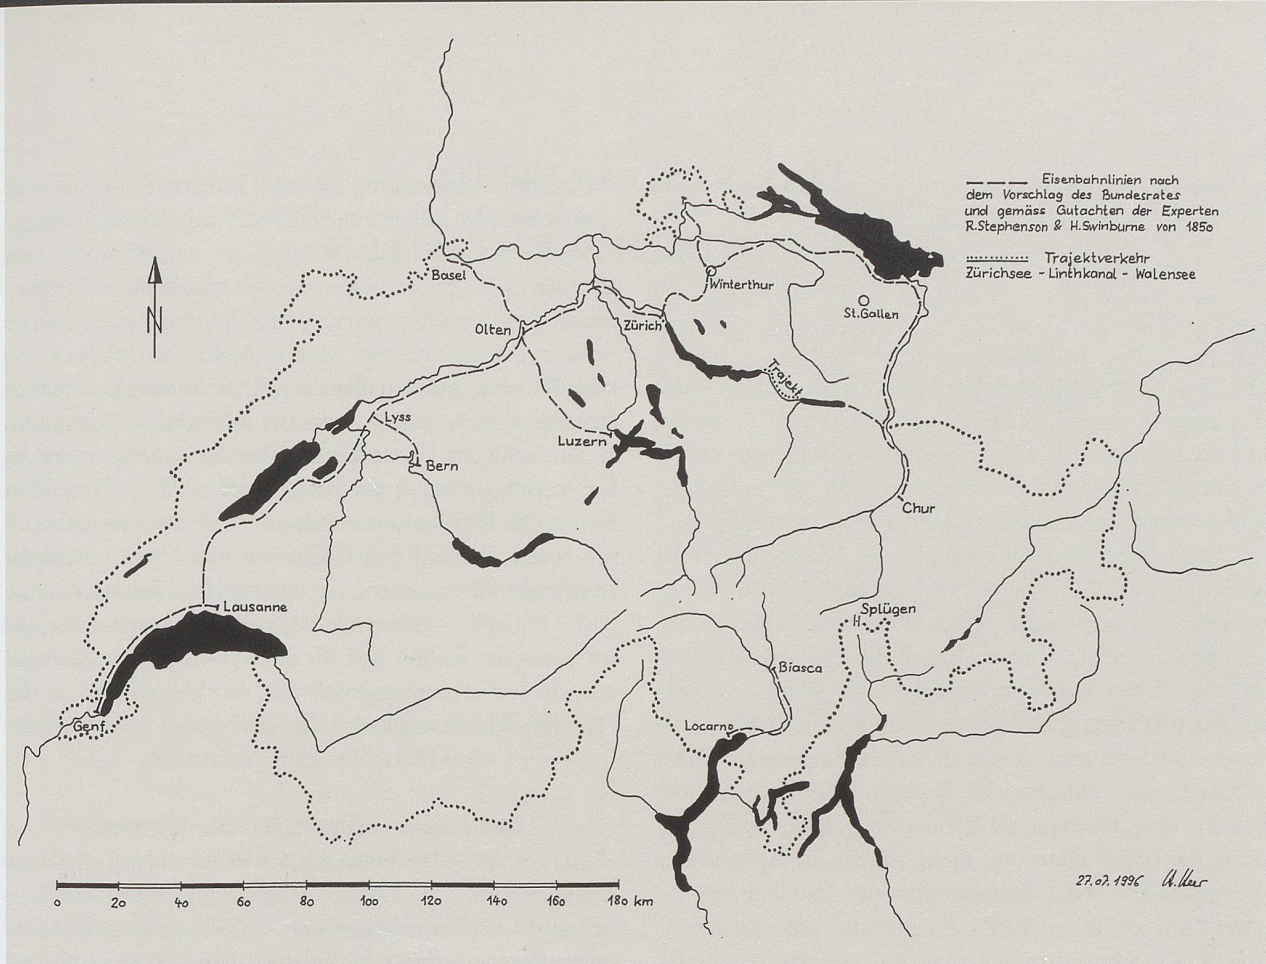 Eisenbahnlinien nach
dem Vorschlag des Bundesrates
und gemäss Gutachten der Experten
R.Stephenson & H.Swinburne von 1850
Trajektverkehr
Zürichsee - Linthkanal - Walensee
N
Basel
Winterthur
St.Gallen
Olten
Zürich
Trajekt
Lyss
Luzern
Bern
Chur
Lausanne
Splügen
Biasca
Locarno
Genf
0 20 40 60 80 100 120 140 160 180 km
27.07.1996